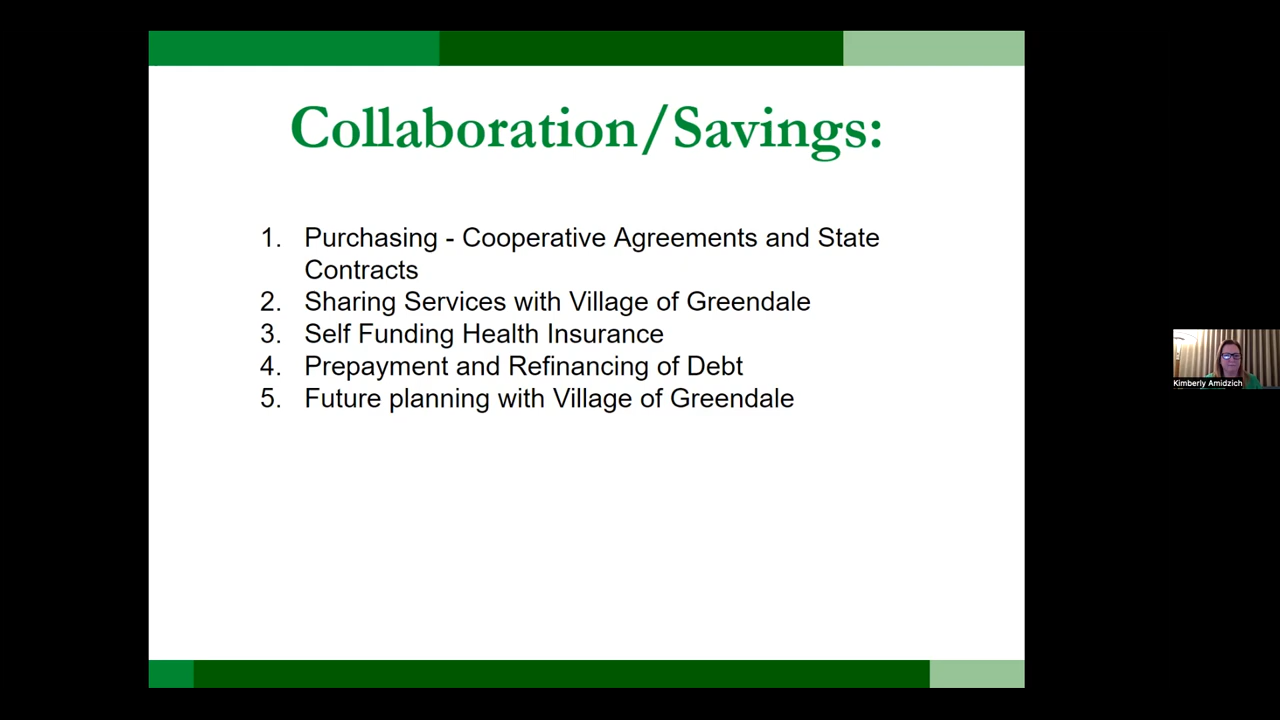 Collaboration/Savings:
1. Purchasing - Cooperative Agreements and State
Contracts
2. Sharing Services with Village of Greendale
3. Self Funding Health Insurance
4. Prepayment and Refinancing of Debt
5. Future planning with Village of Greendale
Kimberly Amidzich